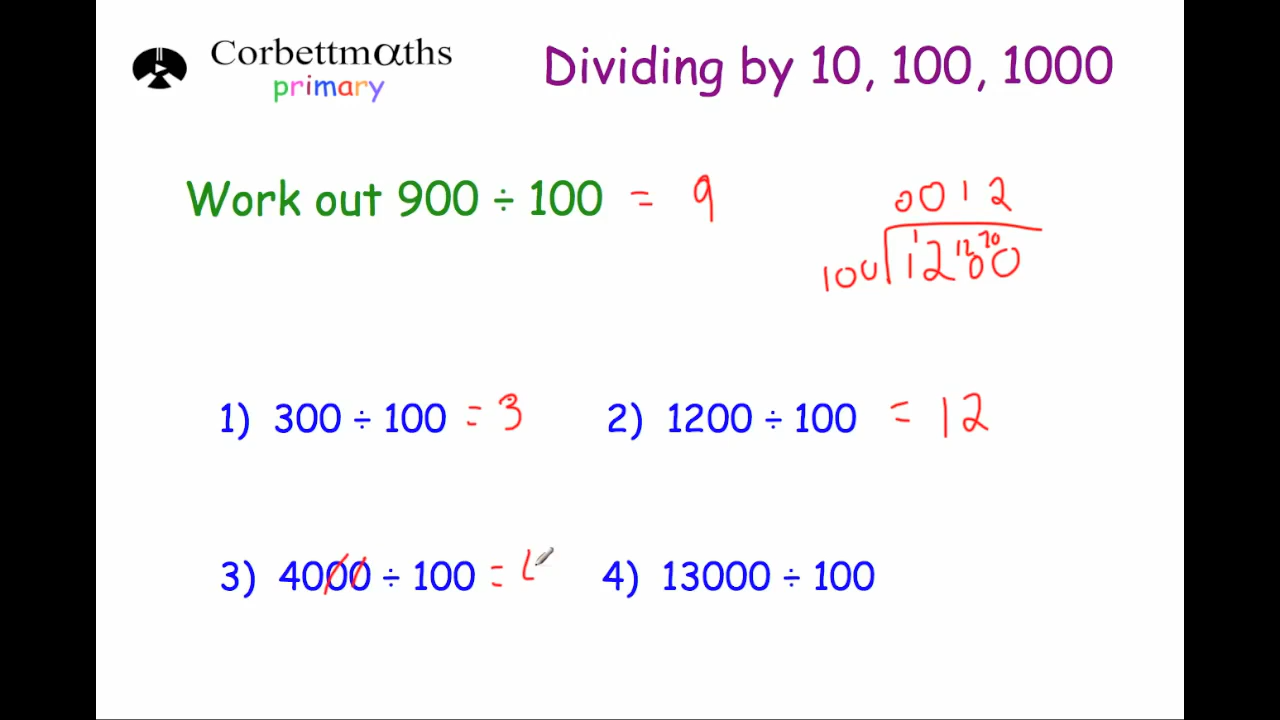 Corbettmαths
primary
Dividing by 10, 100, 1000
Work out 900 ÷ 100 = 9
0012
100 1200
1) 300 ÷ 100 = 3
2) 1200 ÷ 100 = 12
3) 4000 ÷ 100 =
4) 13000 ÷ 100